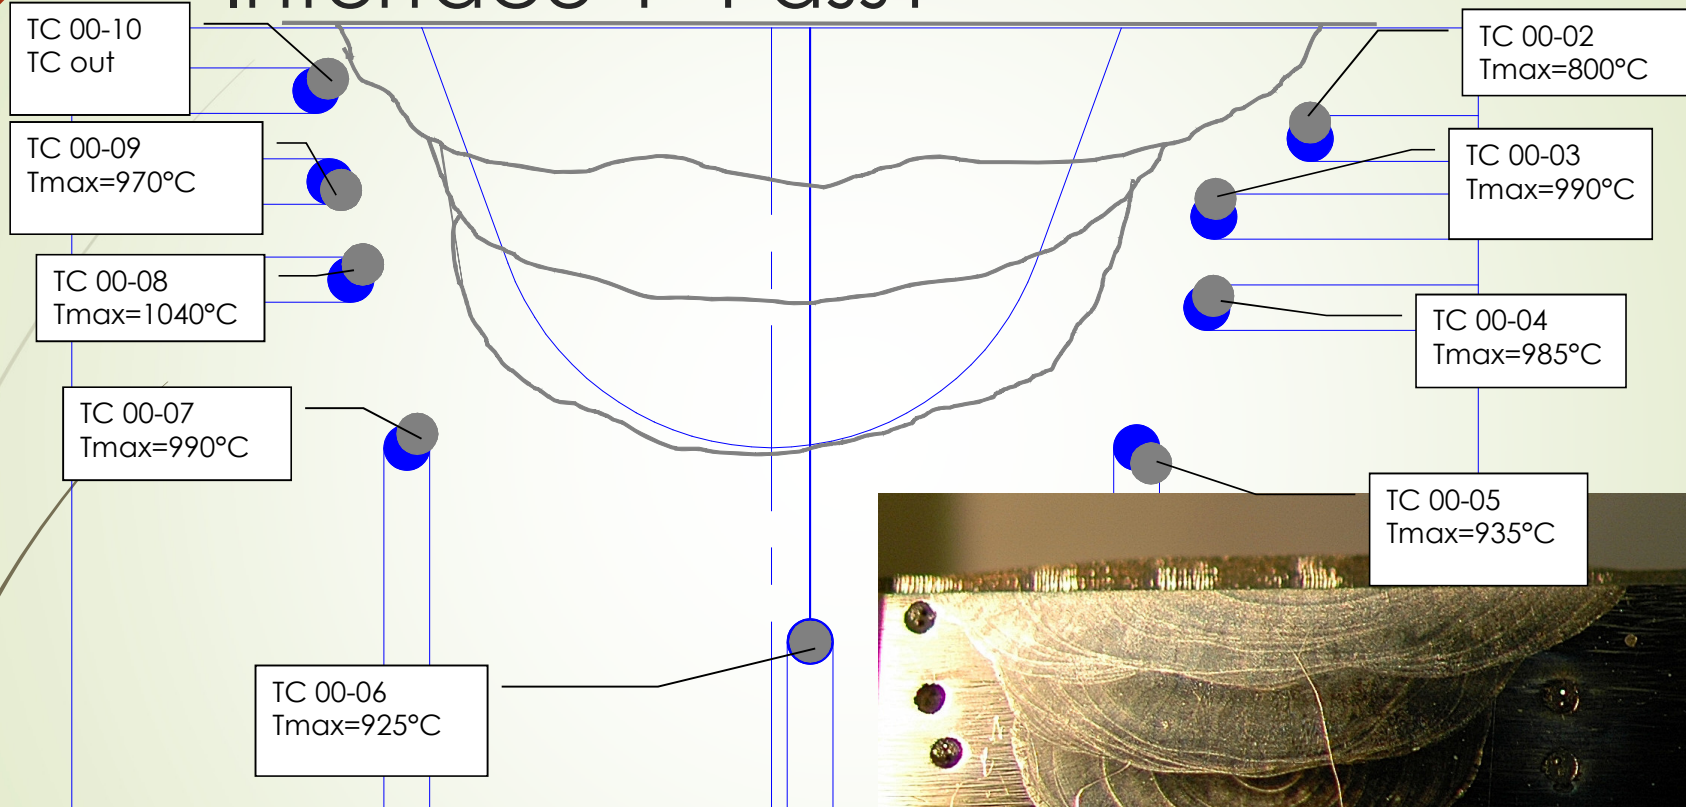 TC 00-10
TC out
TC 00-09
Tmax=970°C
TC 00-08
Tmax=1040°C
TC 00-07
Tmax=990°C
TC 00-06
Tmax=925°C
TC 00-02
Tmax=800°C
TC 00-03
Tmax=990°C
TC 00-04
Tmax=985°C
TC 00-05
Tmax=935°C